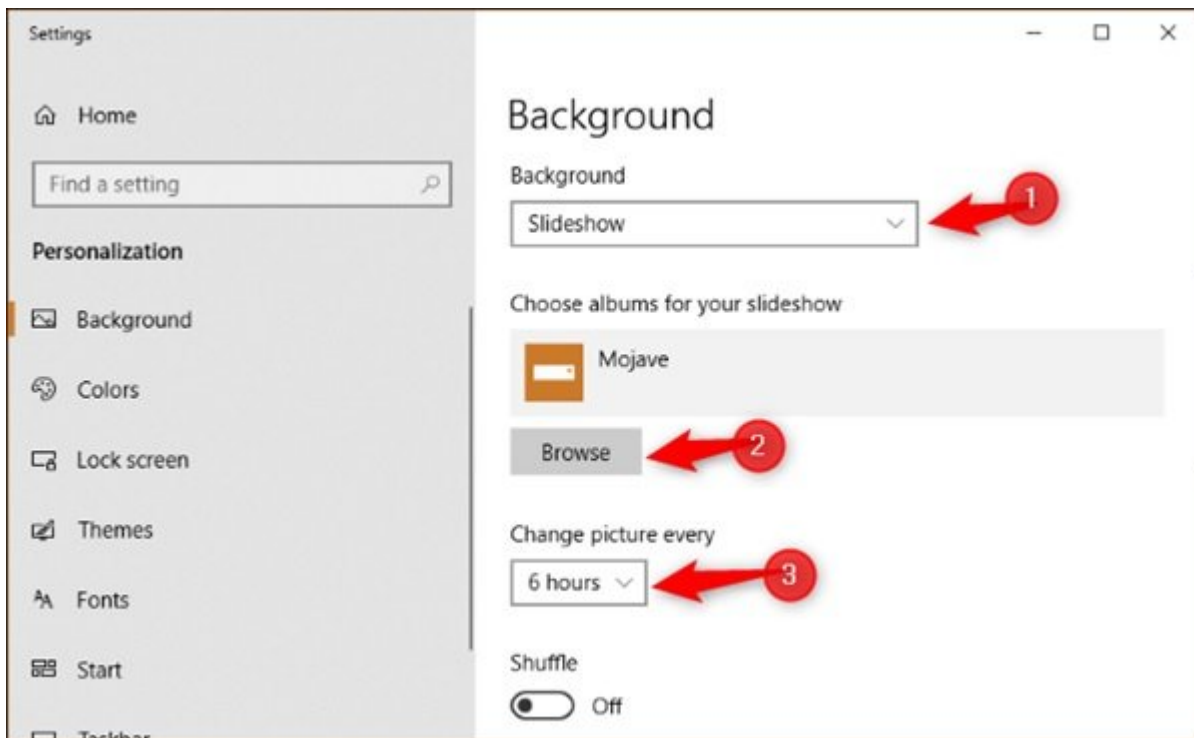 Settings
Home
Find a setting
Personalization
Background
Colors
Lock screen
Themes
Fonts
Start
Taskbar
Background
Background
Slideshow
1
Choose albums for your slideshow
Mojave
Browse
2
Change picture every
6 hours
3
Shuffle
Off